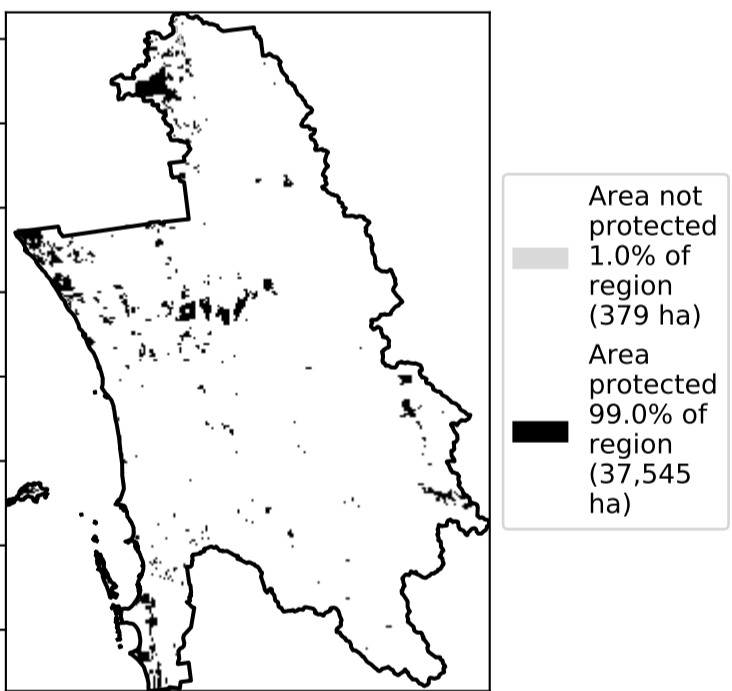 Area not
protected
1.0% of
region
(379 ha)
Area
protected
99.0% of
region
(37,545
ha)